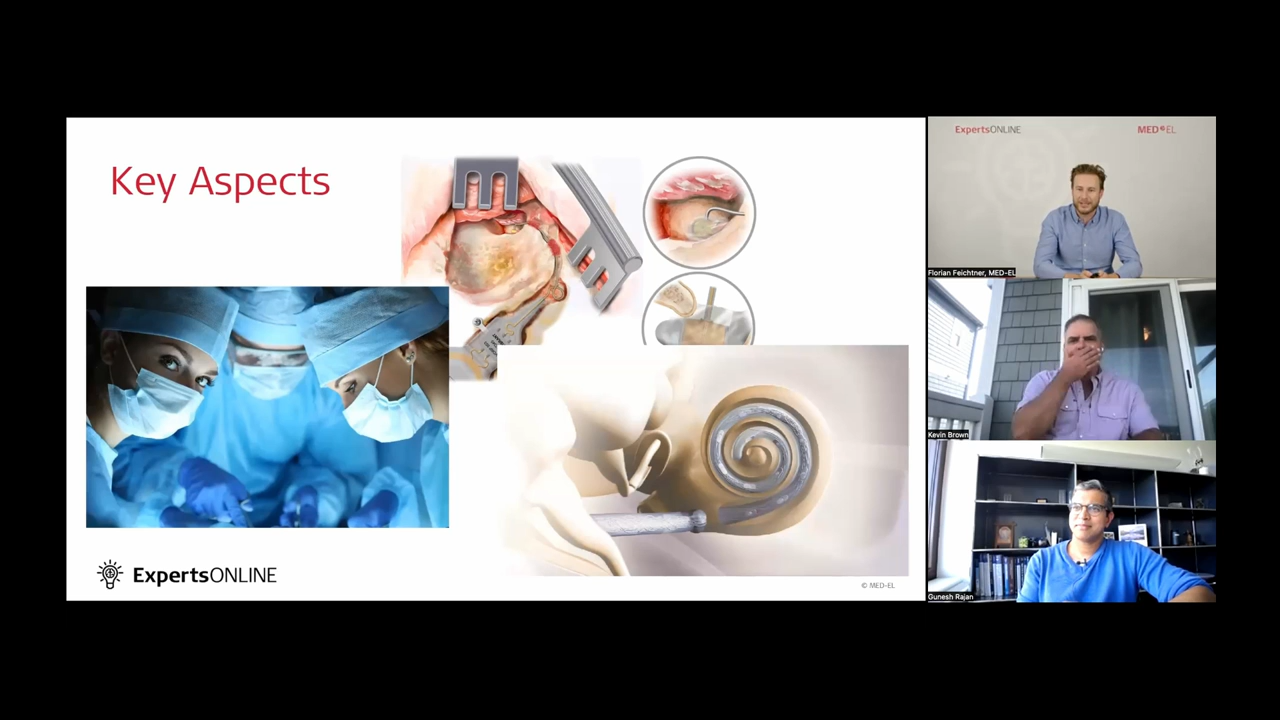 Key Aspects
ExpertsONLINE
© MED-EL
ExpertsONLINE
MED EL
Florian Feichtner, MED-EL
Kevin Brown
Gunesh Rajan